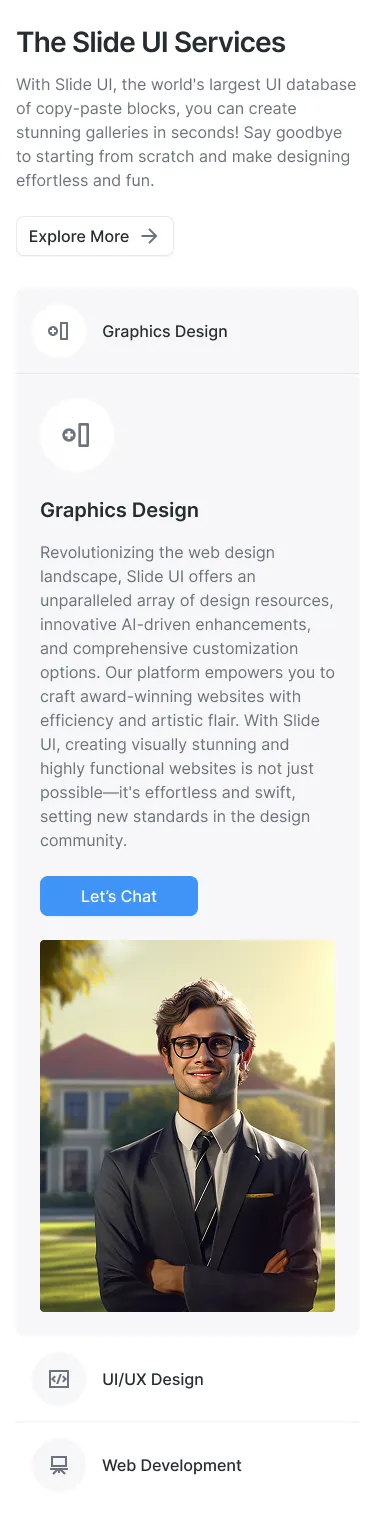 The Slide UI Services
With Slide UI, the world's largest UI database
of copy-paste blocks, you can create
stunning galleries in seconds! Say goodbye
to starting from scratch and make designing
effortless and fun.
Explore More
Graphics Design
Graphics Design
Revolutionizing the web design
landscape, Slide UI offers an
unparalleled array of design resources,
innovative AI-driven enhancements,
and comprehensive customization
options. Our platform empowers you to
craft award-winning websites with
efficiency and artistic flair. With Slide
UI, creating visually stunning and
highly functional websites is not just
possible—it's effortless and swift,
setting new standards in the design
community.
Let’s Chat
UI/UX Design
Web Development